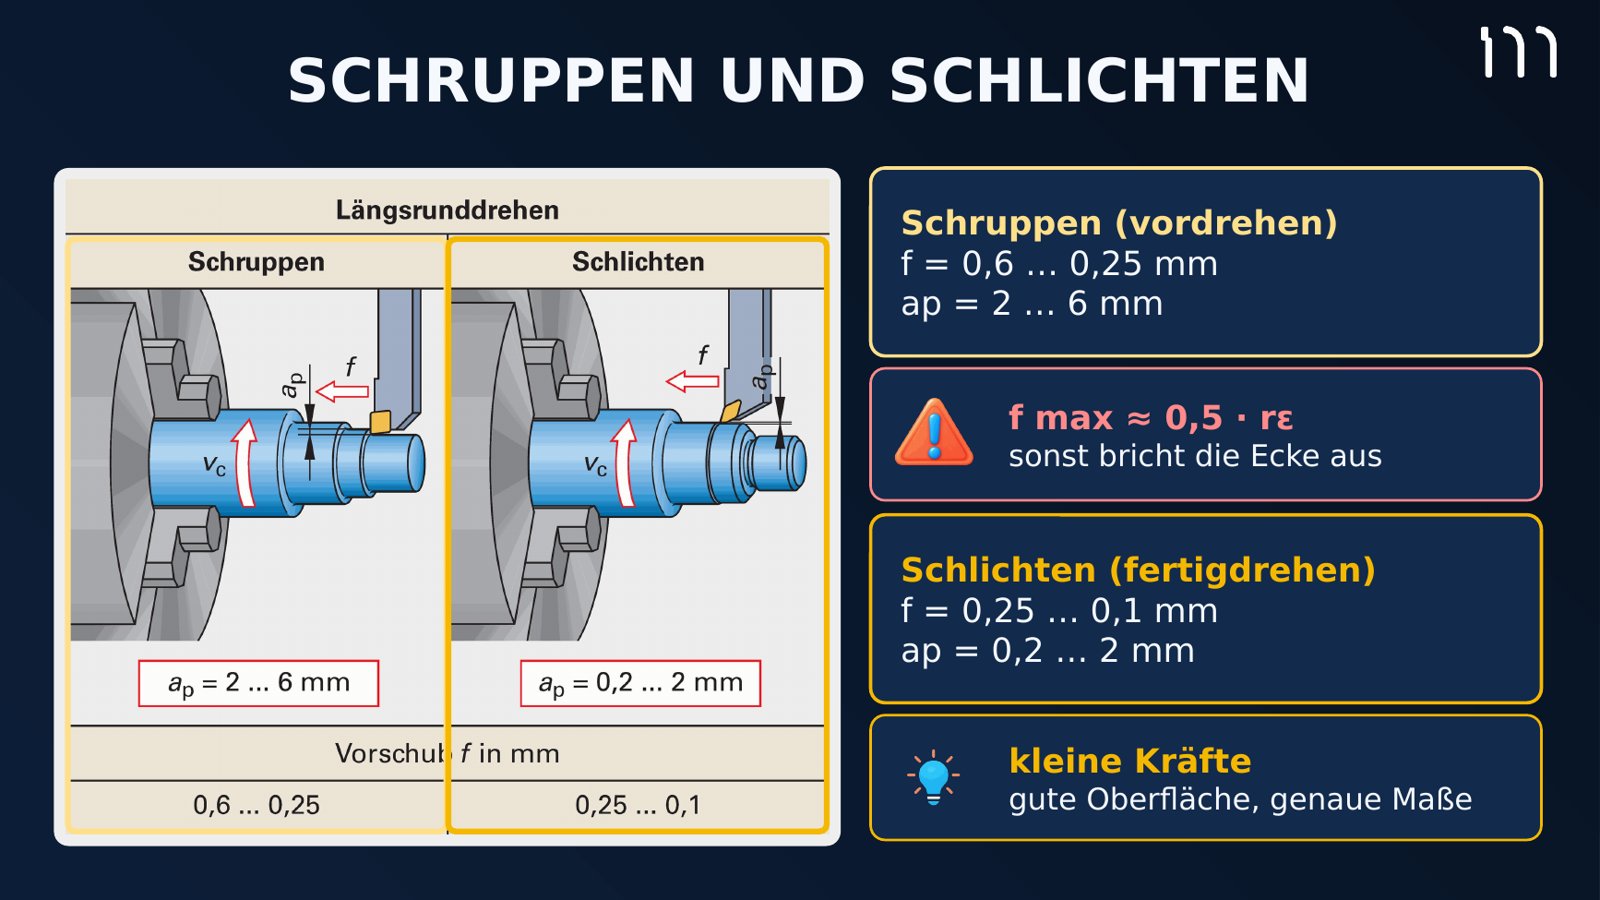 SCHRUPPEN UND SCHLICHTEN
m
Längsrunddrehen
Schruppen
Schlichten
f
ap
vc
f
ap
vc
ap = 2 ... 6 mm
ap = 0,2 ... 2 mm
Vorschub f in mm
0,6 ... 0,25
0,25 ... 0,1
Schruppen (vordrehen)
f = 0,6 ... 0,25 mm
ap = 2 ... 6 mm
f max ≈ 0,5 · rε
sonst bricht die Ecke aus
Schlichten (fertigdrehen)
f = 0,25 ... 0,1 mm
ap = 0,2 ... 2 mm
kleine Kräfte
gute Oberfläche, genaue Maße